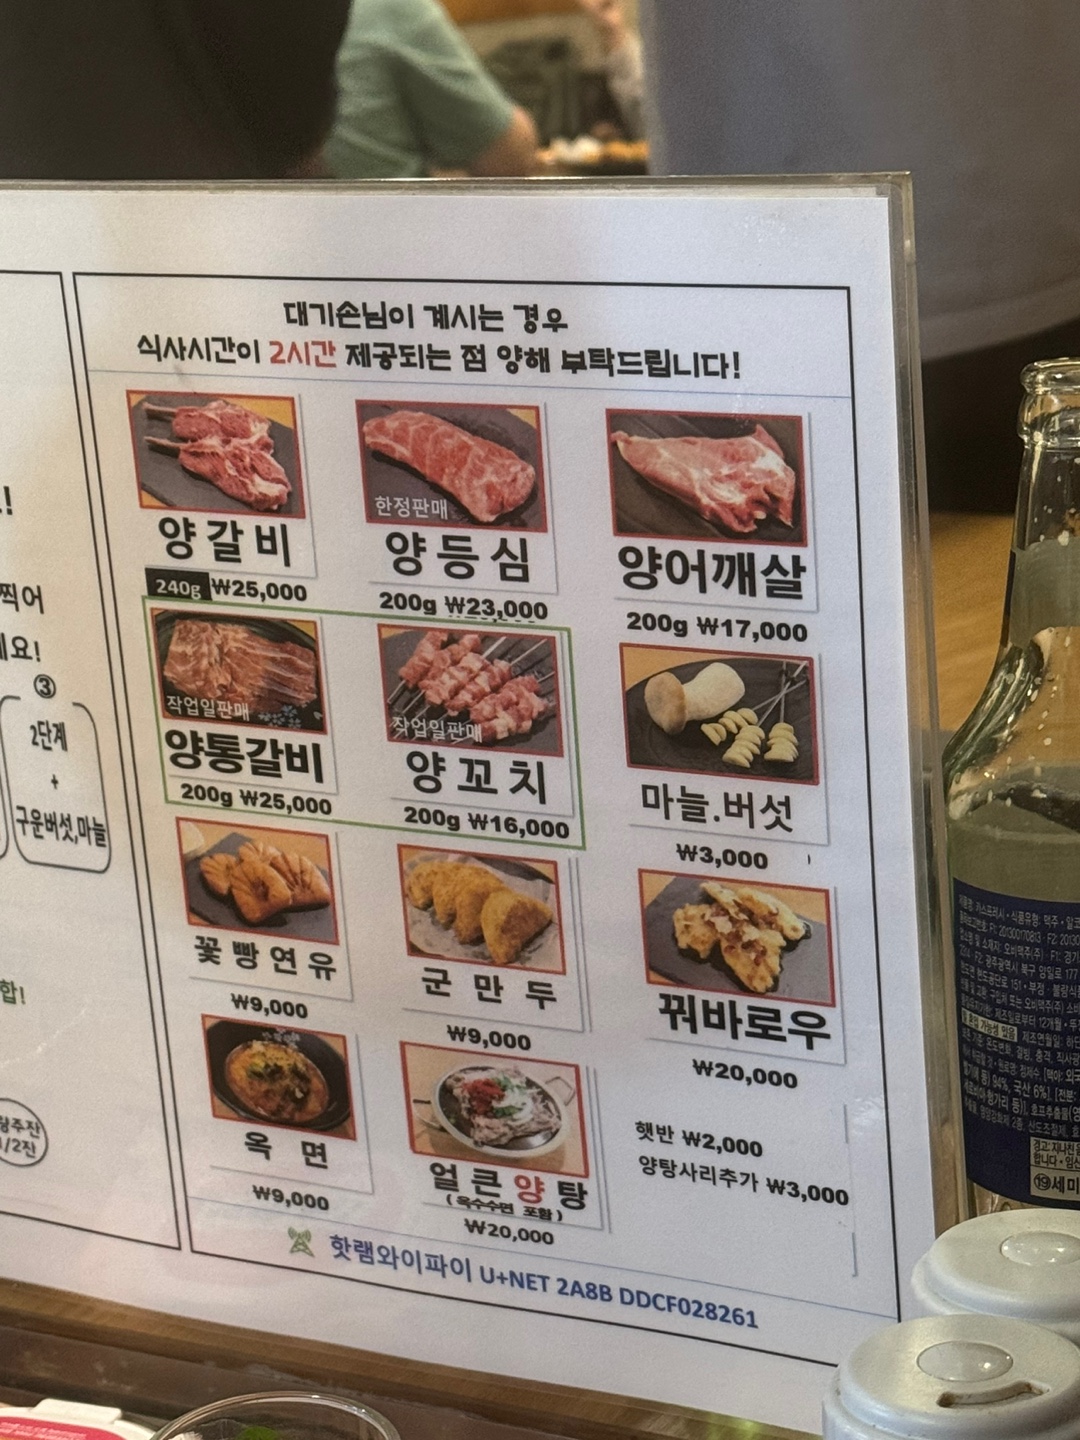 대기손님이 계시는 경우
식사시간이 2시간 제공되는 점 양해 부탁드립니다!
양갈비
240g ₩25,000
한정판매
양등심
200g ₩23,000
양어깨살
200g ₩17,000
작업일판매
양통갈비
200g ₩25,000
작업일판매
양꼬치
200g ₩16,000
마늘.버섯
₩3,000
꽃빵연유
₩9,000
군만두
₩9,000
꿔바로우
₩20,000
옥면
₩9,000
얼큰양탕
(옥수수면 포함)
₩20,000
햇반 ₩2,000
양탕사리추가 ₩3,000
핫램와이파이 U+NET 2A8B DDCF028261
찍어
요!
③
2단계
+
구운버섯,마늘
합!